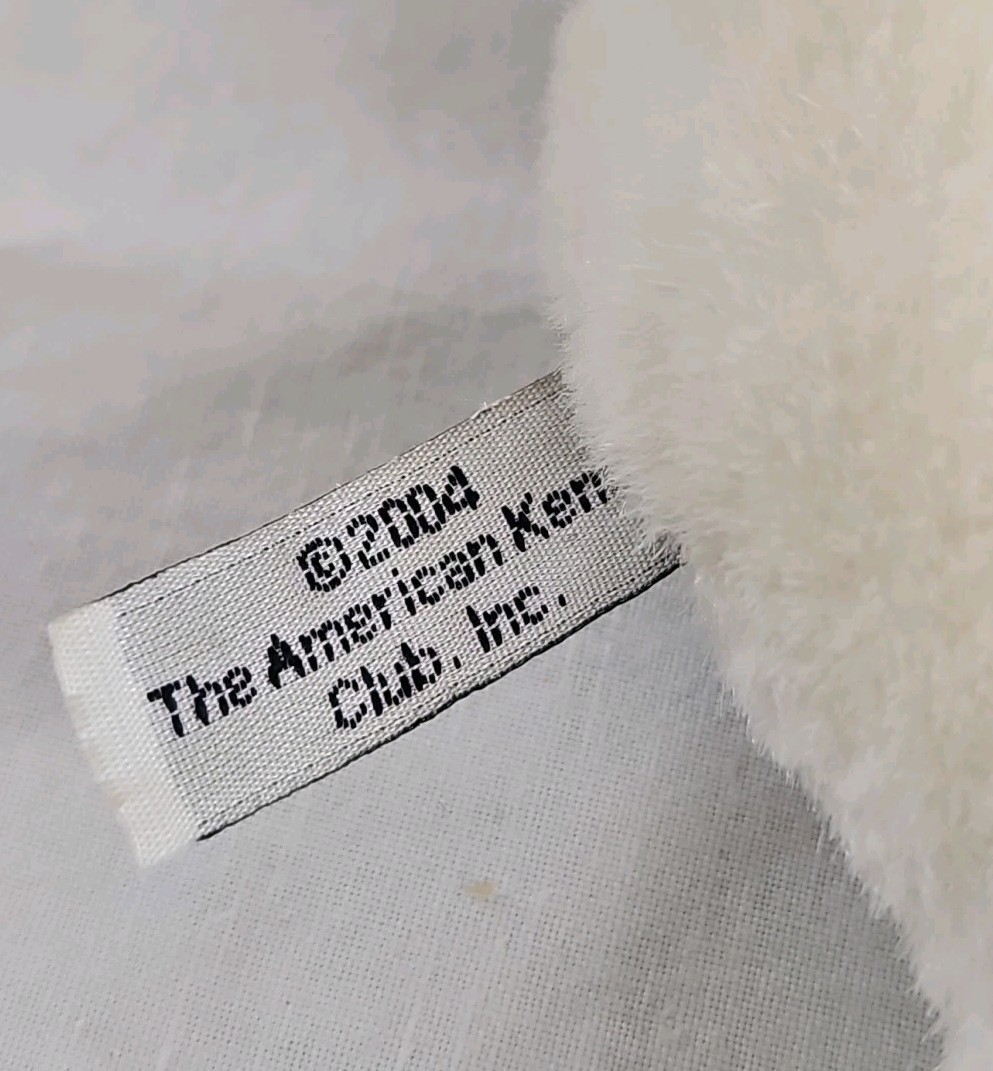 ©2004
The American Ken
Club, Inc.